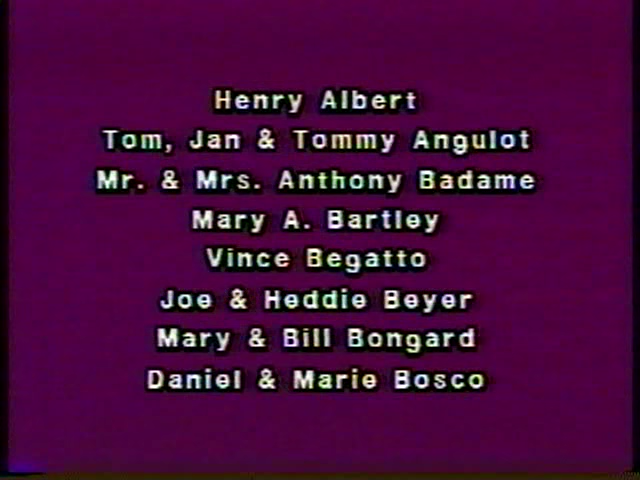 Henry Albert
Tom, Jan & Tommy Angulot
Mr. & Mrs. Anthony Badame
Mary A. Bartley
Vince Begatto
Joe & Heddie Beyer
Mary & Bill Bongard
Daniel & Marie Bosco